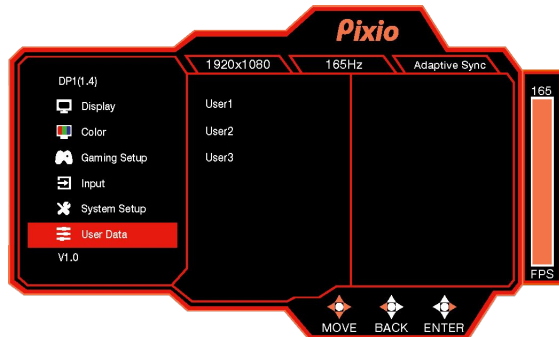 Pixio
1920x1080 165Hz Adaptive Sync
DP1(1.4)
Display
Color
Gaming Setup
Input
System Setup
User Data
V1.0
User1
User2
User3
165
FPS
MOVE BACK ENTER